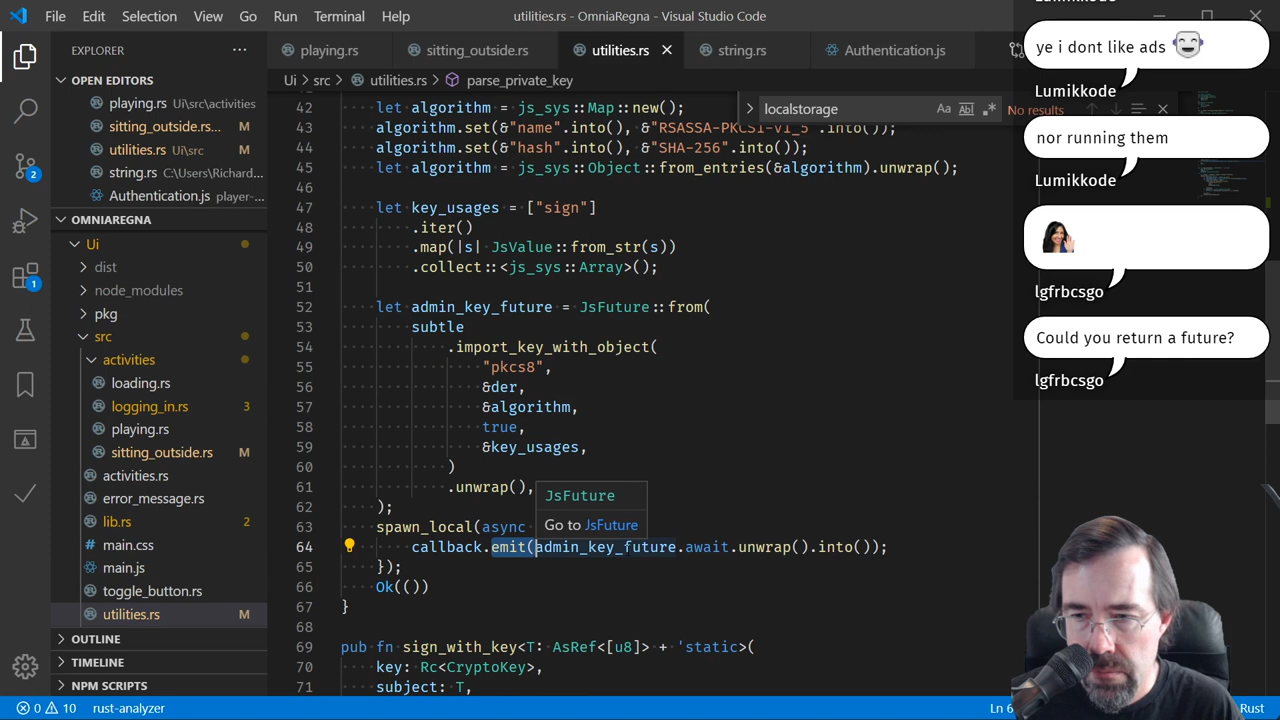 File Edit Selection View Go Run Terminal Help
utilities.rs - OmniaRegna - Visual Studio Code
EXPLORER
OPEN EDITORS
playing.rs Ui\src\activities
sitting_outside.rs... M
utilities.rs Ui\src M
string.rs C:\Users\Richard...
Authentication.js player-...
OMNIAREGNA
Ui
dist
node_modules
pkg
src
activities
loading.rs
logging_in.rs 3
playing.rs
sitting_outside.rs M
activities.rs
error_message.rs
lib.rs 2
main.css
main.js
toggle_button.rs
utilities.rs M
OUTLINE
TIMELINE
NPM SCRIPTS
2
1
playing.rs sitting_outside.rs utilities.rs string.rs Authentication.js
Ui > src > utilities.rs > parse_private_key
localstorage
No results
42 let algorithm = js_sys::Map::new();
43 algorithm.set(&"name".into(), &"RSASSA-PKCS1-v1_5".into());
44 algorithm.set(&"hash".into(), &"SHA-256".into());
45 let algorithm = js_sys::Object::from_entries(&algorithm).unwrap();
46
47 let key_usages = ["sign"]
48 .iter()
49 .map(|s| JsValue::from_str(s))
50 .collect::<js_sys::Array>();
51
52 let admin_key_future = JsFuture::from(
53 subtle
54 .import_key_with_object(
55 "pkcs8",
56 &der,
57 &algorithm,
58 true,
59 &key_usages,
60 )
61 .unwrap(),
62 );
63 spawn_local(async
64 callback.emit(admin_key_future.await.unwrap().into());
65 });
66 Ok(())
67 }
68
69 pub fn sign_with_key<T: AsRef<[u8]> + 'static>(
70 key: Rc<CryptoKey>,
71 subject: T,
JsFuture
Go to JsFuture
ye i dont like ads
Lumikkode
nor running them
Lumikkode
lgfrbcsgo
Could you return a future?
lgfrbcsgo
0 10 rust-analyzer
Rust